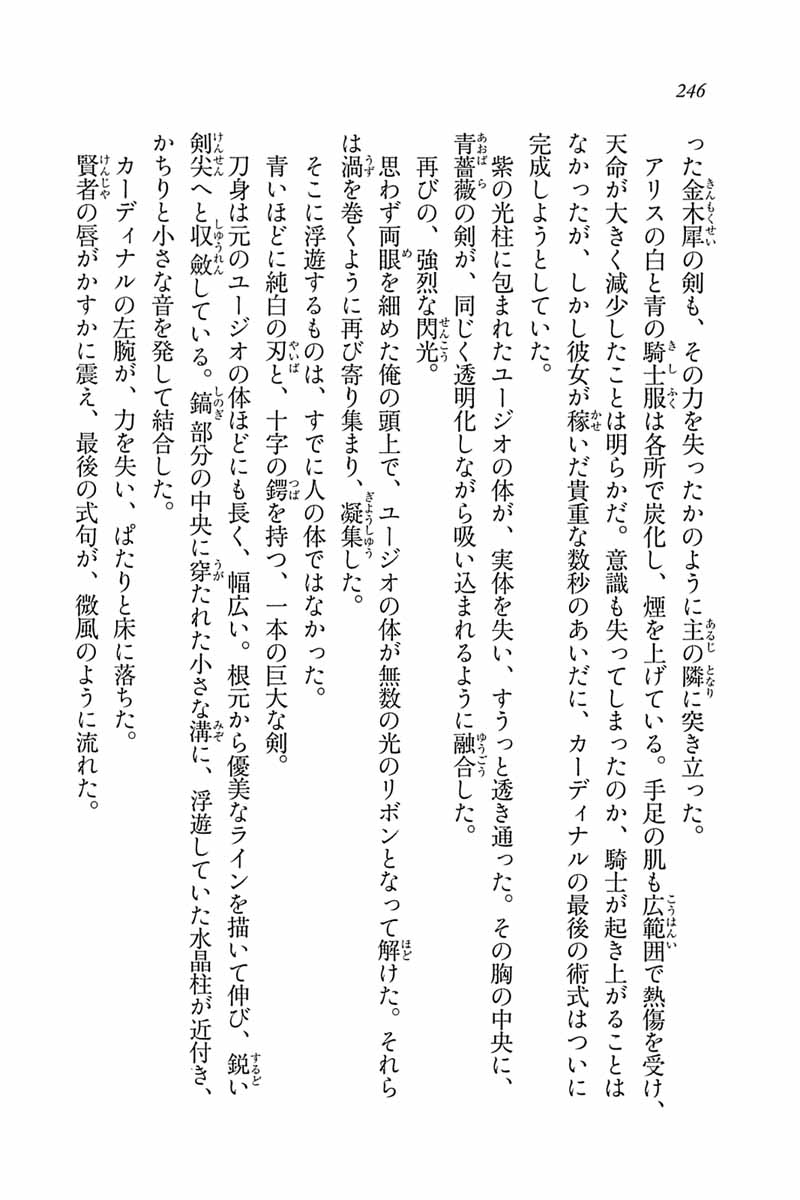 246
った金木犀の剣も、その力を失ったかのように主の隣に突き立った。
　アリスの白と青の騎士服は各所で炭化し、煙を上げている。手足の肌も広範囲で熱傷を受け、
天命が大きく減少したことは明らかだ。意識も失ってしまったのか、騎士が起き上がることは
なかったが、しかし彼女が稼いだ貴重な数秒のあいだに、カーディナルの最後の術式はついに
完成しようとしていた。
　紫の光柱に包まれたユージオの体が、実体を失い、すうっと透き通った。その胸の中央に、
青薔薇の剣が、同じく透明化しながら吸い込まれるように融合した。
　再びの、強烈な閃光。
　思わず両眼を細めた俺の頭上で、ユージオの体が無数の光のリボンとなって解けた。それら
は渦を巻くように再び寄り集まり、凝集した。
　そこに浮遊するものは、すでに人の体ではなかった。
　青いほどに純白の刃と、十字の鍔を持つ、一本の巨大な剣。
　刀身は元のユージオの体ほどにも長く、幅広い。根元から優美なラインを描いて伸び、鋭い
剣尖へと収斂している。鎬部分の中央に穿たれた小さな溝に、浮遊していた水晶柱が近付き、
かちりと小さな音を発して結合した。
　カーディナルの左腕が、力を失い、ぱたりと床に落ちた。
　賢者の唇がかすかに震え、最後の式句が、微風のように流れた。